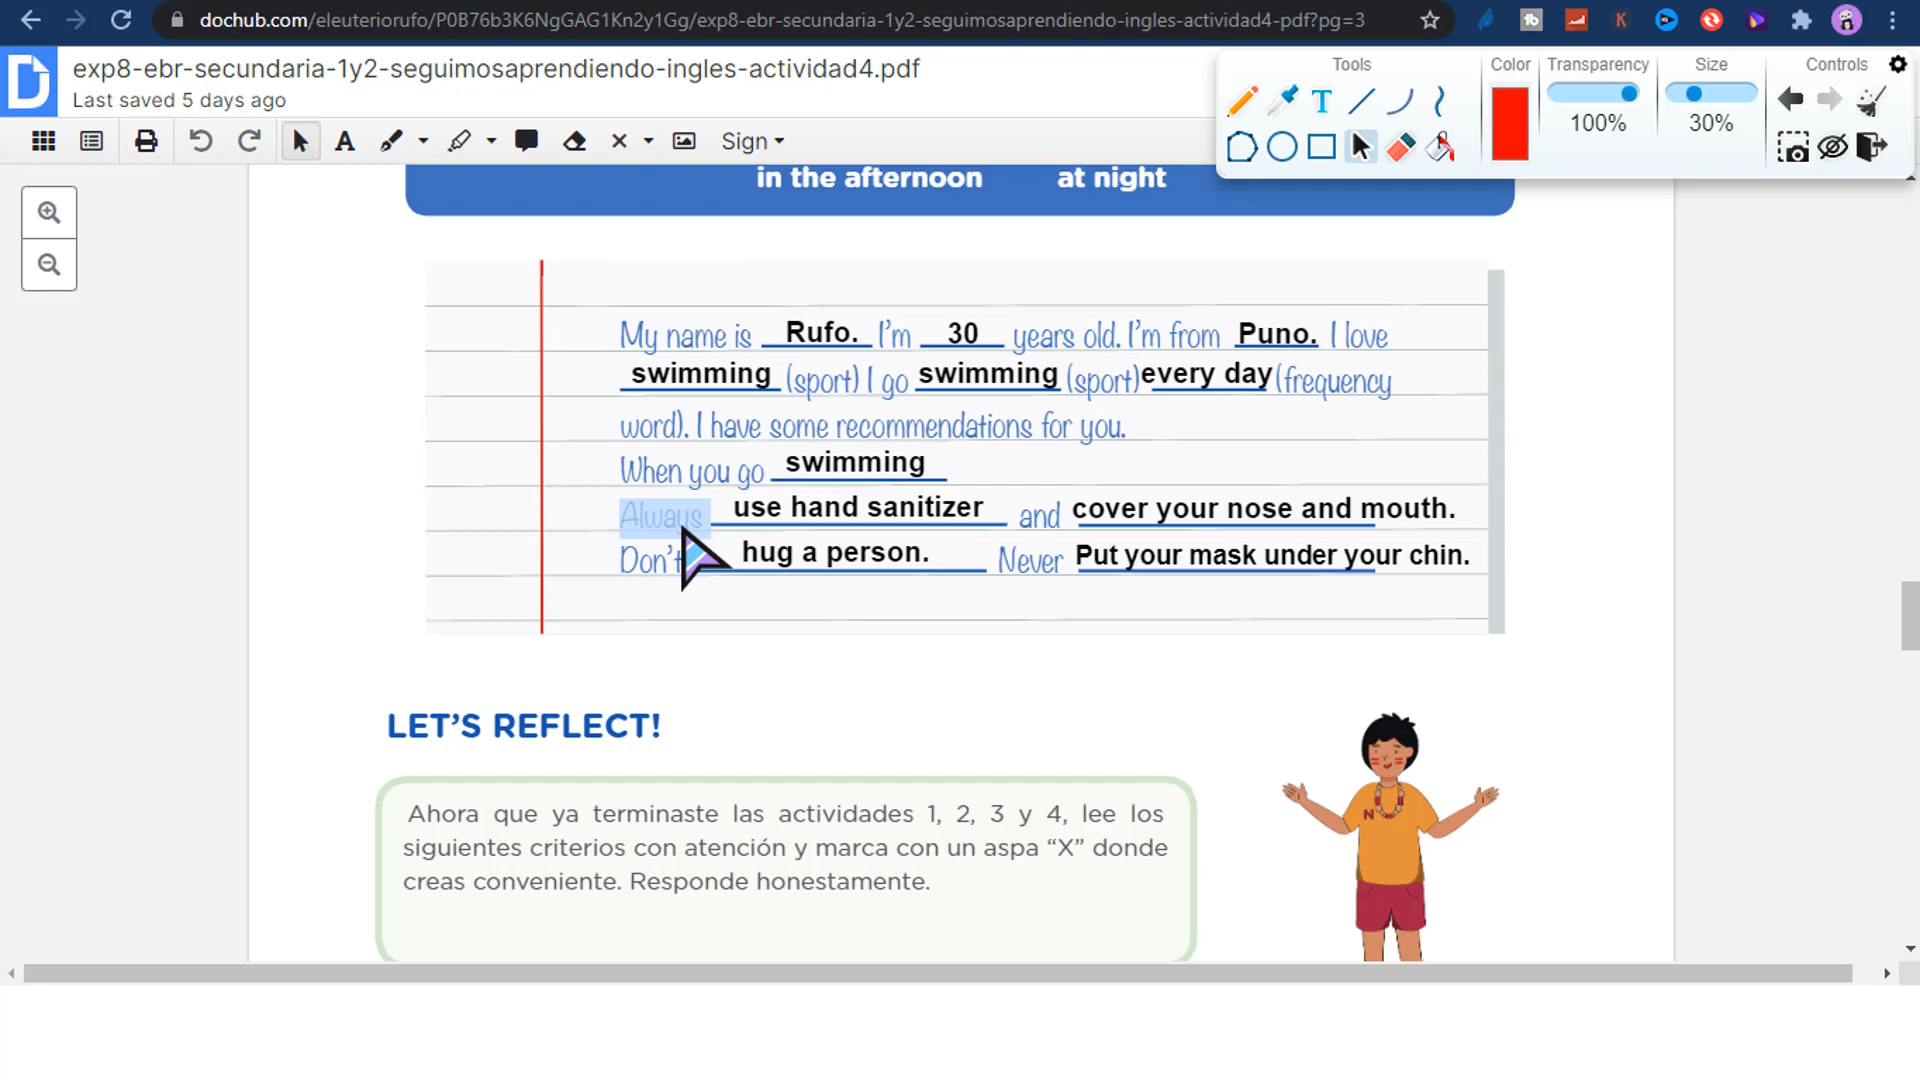 dochub.com/eleuteriorufo/P0B76b3K6NgGAG1Kn2y1Gg/exp8-ebr-secundaria-1y2-seguimosaprendiendo-ingles-actividad4-pdf?pg=3
exp8-ebr-secundaria-1y2-seguimosaprendiendo-ingles-actividad4.pdf
Last saved 5 days ago
Tools Color Transparency Size Controls
100% 30%
Sign
in the afternoon at night
My name is Rufo. I'm 30 years old. I'm from Puno. I love
swimming (sport) I go swimming (sport) every day (frequency
word). I have some recommendations for you.
When you go swimming
Always use hand sanitizer and cover your nose and mouth.
Don't hug a person. Never Put your mask under your chin.
LET'S REFLECT!
Ahora que ya terminaste las actividades 1, 2, 3 y 4, lee los
siguientes criterios con atención y marca con un aspa “X” donde
creas conveniente. Responde honestamente.
N